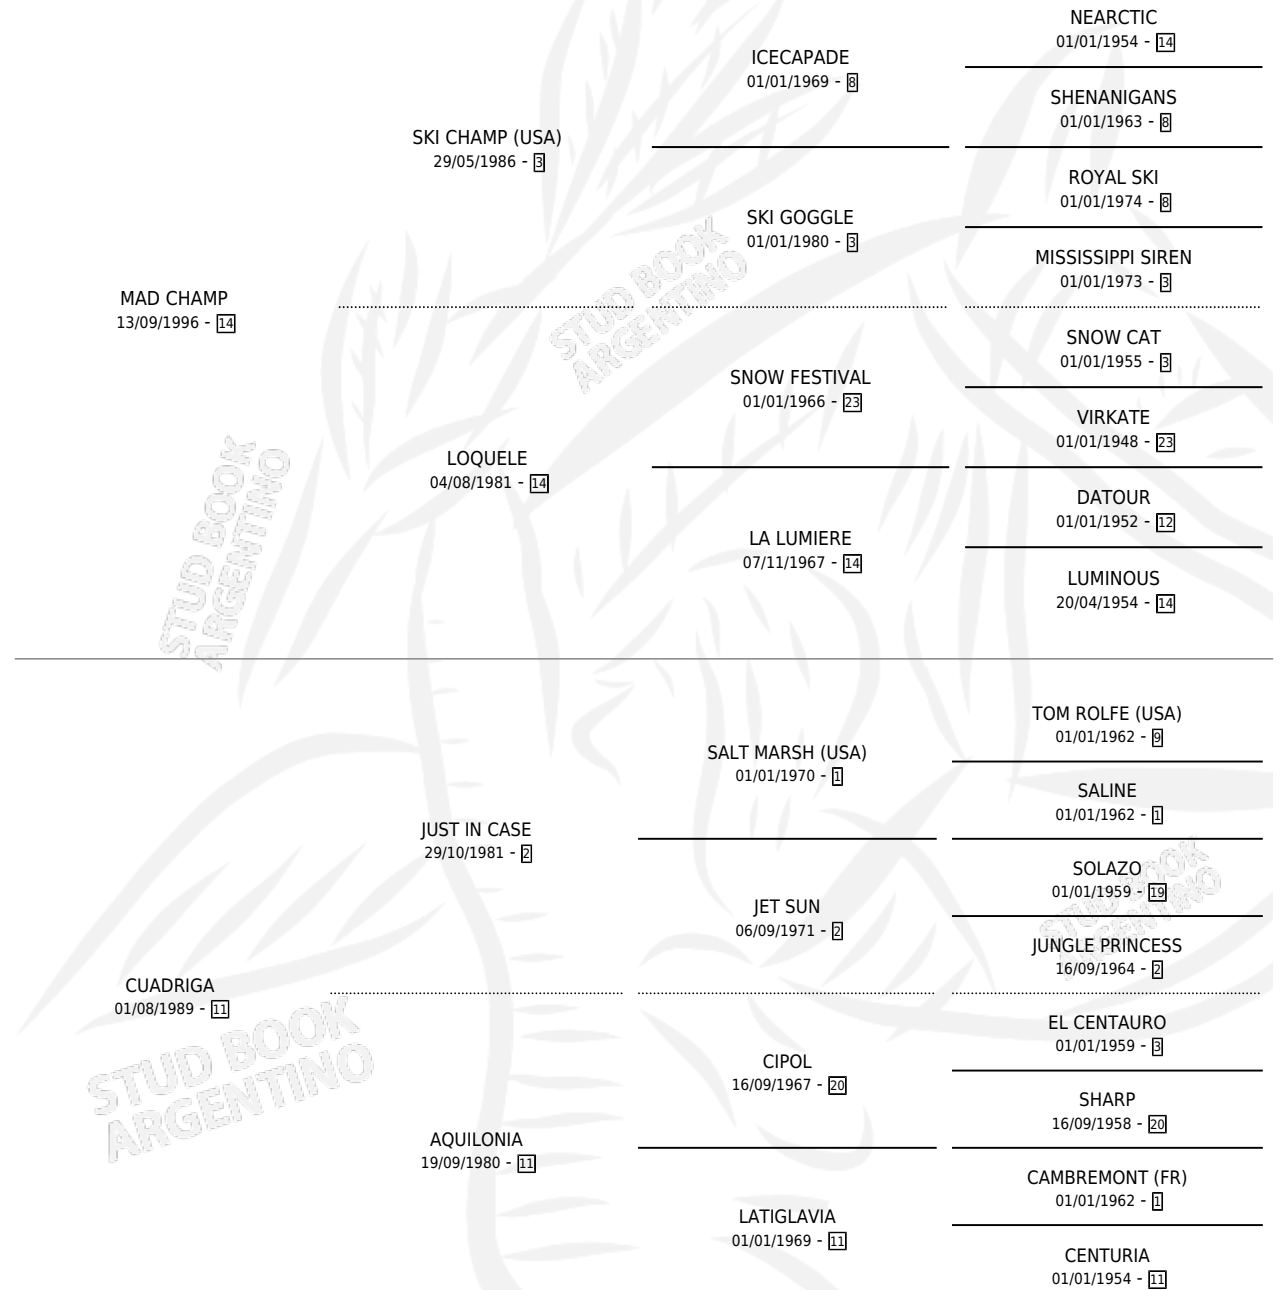 NEARCTIC
01/01/1954 - 14
ICECAPADE
01/01/1969 - 8
SHENANIGANS
01/01/1963 - 8
SKI CHAMP (USA)
29/05/1986 - 3
ROYAL SKI
01/01/1974 - 8
SKI GOGGLE
01/01/1980 - 3
MISSISSIPPI SIREN
01/01/1973 - 3
MAD CHAMP
13/09/1996 - 14
SNOW CAT
01/01/1955 - 3
SNOW FESTIVAL
01/01/1966 - 23
VIRKATE
01/01/1948 - 23
LOQUELE
04/08/1981 - 14
DATOUR
01/01/1952 - 12
LA LUMIERE
07/11/1967 - 14
LUMINOUS
20/04/1954 - 14
STUD BOOK
ARGENTINO
STUD BOOK
ARGENTINO
TOM ROLFE (USA)
01/01/1962 - 9
SALT MARSH (USA)
01/01/1970 - 1
SALINE
01/01/1962 - 1
JUST IN CASE
29/10/1981 - 2
SOLAZO
01/01/1959 - 19
JET SUN
06/09/1971 - 2
JUNGLE PRINCESS
16/09/1964 - 2
CUADRIGA
01/08/1989 - 11
EL CENTAURO
01/01/1959 - 3
CIPOL
16/09/1967 - 20
SHARP
16/09/1958 - 20
AQUILONIA
19/09/1980 - 11
CAMBREMONT (FR)
01/01/1962 - 1
LATIGLAVIA
01/01/1969 - 11
CENTURIA
01/01/1954 - 11
STUD BOOK
ARGENTINO
STUD BOOK
ARGENTINO